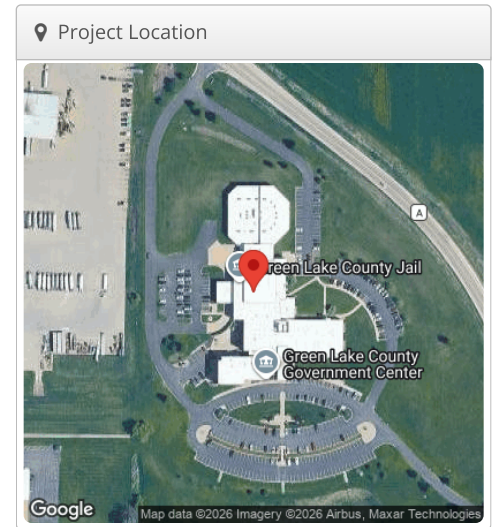 Project Location
A
Green Lake County Jail
Green Lake County
Government Center
Google
Map data ©2026 Imagery ©2026 Airbus, Maxar Technologies